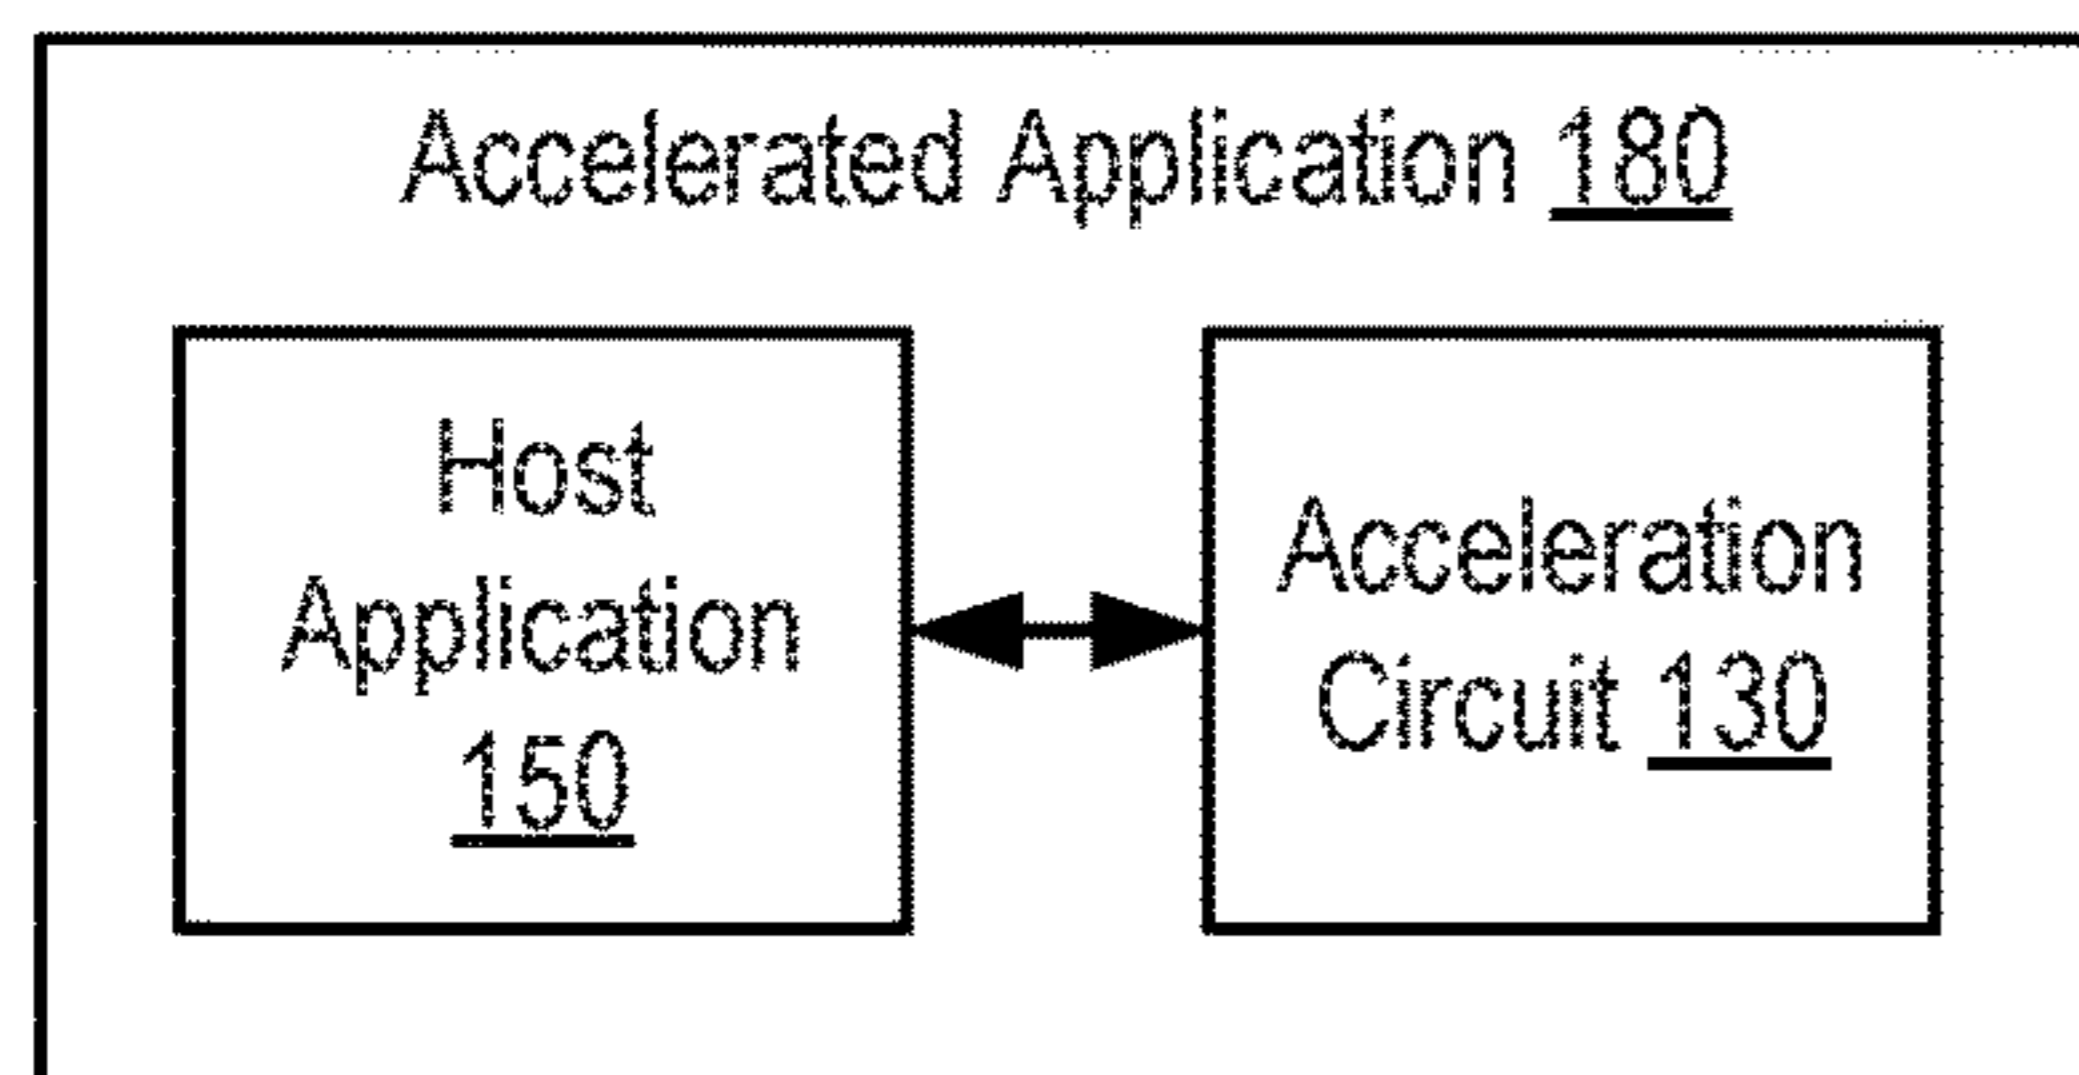 Accelerated Application 180
Host
Application
150
Acceleration
Circuit 130